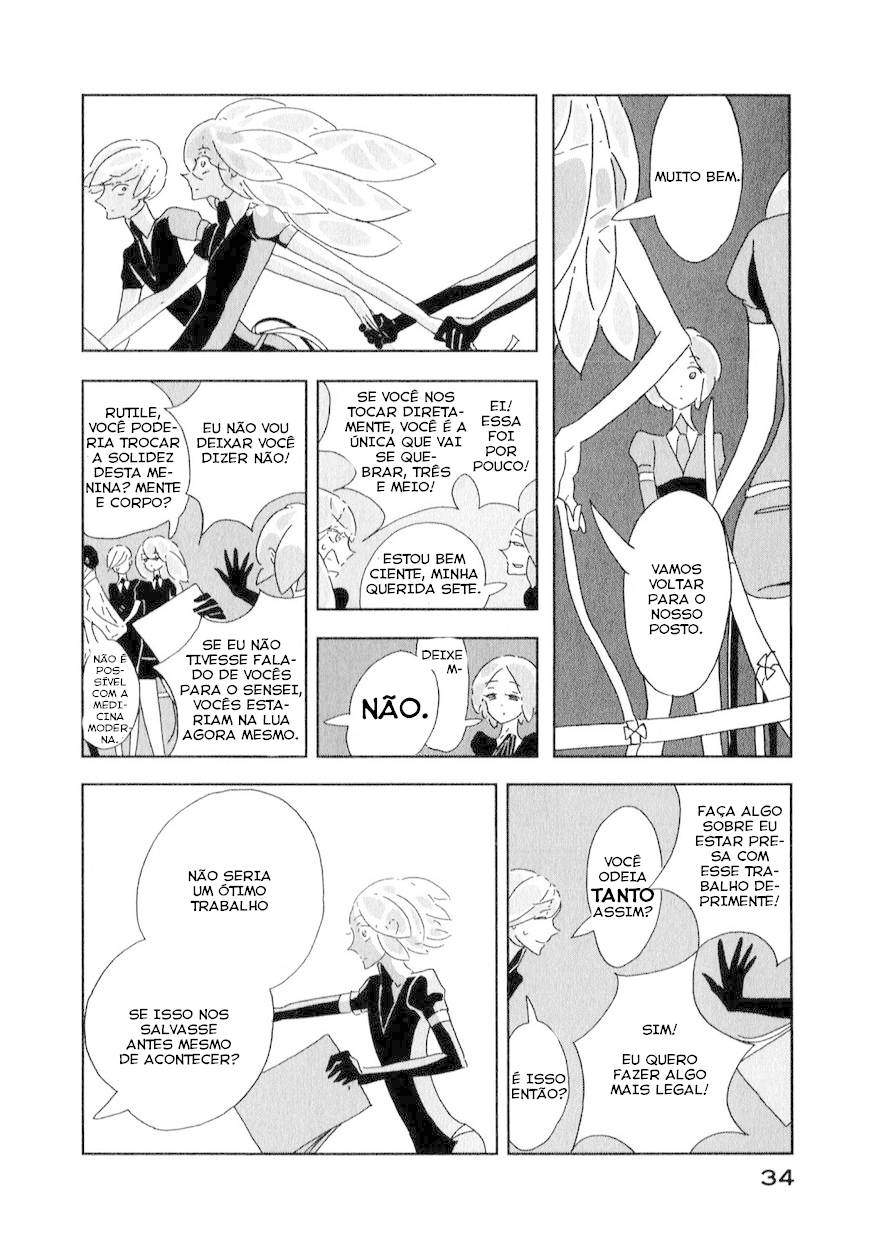 MUITO BEM.
VAMOS
VOLTAR
PARA O
NOSSO
POSTO.
EI!
ESSA
FOI
POR
POUCO!
SE VOCÊ NOS
TOCAR DIRETA-
MENTE, VOCÊ É A
ÚNICA QUE VAI
SE QUE-
BRAR, TRÊS
E MEIO!
ESTOU BEM
CIENTE, MINHA
QUERIDA SETE.
DEIXE
M-
NÃO.
EU NÃO VOU
DEIXAR VOCÊ
DIZER NÃO!
RUTILE,
VOCÊ PODE-
RIA TROCAR
A SOLIDEZ
DESTA ME-
NINA? MENTE
E CORPO?
SE EU NÃO
TIVESSE FALA-
DO DE VOCÊS
PARA O SENSEI,
VOCÊS ESTA-
RIAM NA LUA
AGORA MESMO.
NÃO É
POS-
SÍVEL
COM A
MEDI-
CINA
MODER-
NA.
FAÇA ALGO
SOBRE EU
ESTAR PRE-
SA COM
ESSE TRA-
BALHO DE-
PRIMENTE!
VOCÊ
ODEIA
TANTO
ASSIM?
SIM!
EU QUERO
FAZER ALGO
MAIS LEGAL!
É ISSO
ENTÃO?
NÃO SERIA
UM ÓTIMO
TRABALHO
SE ISSO NOS
SALVASSE
ANTES MESMO
DE ACONTECER?
34